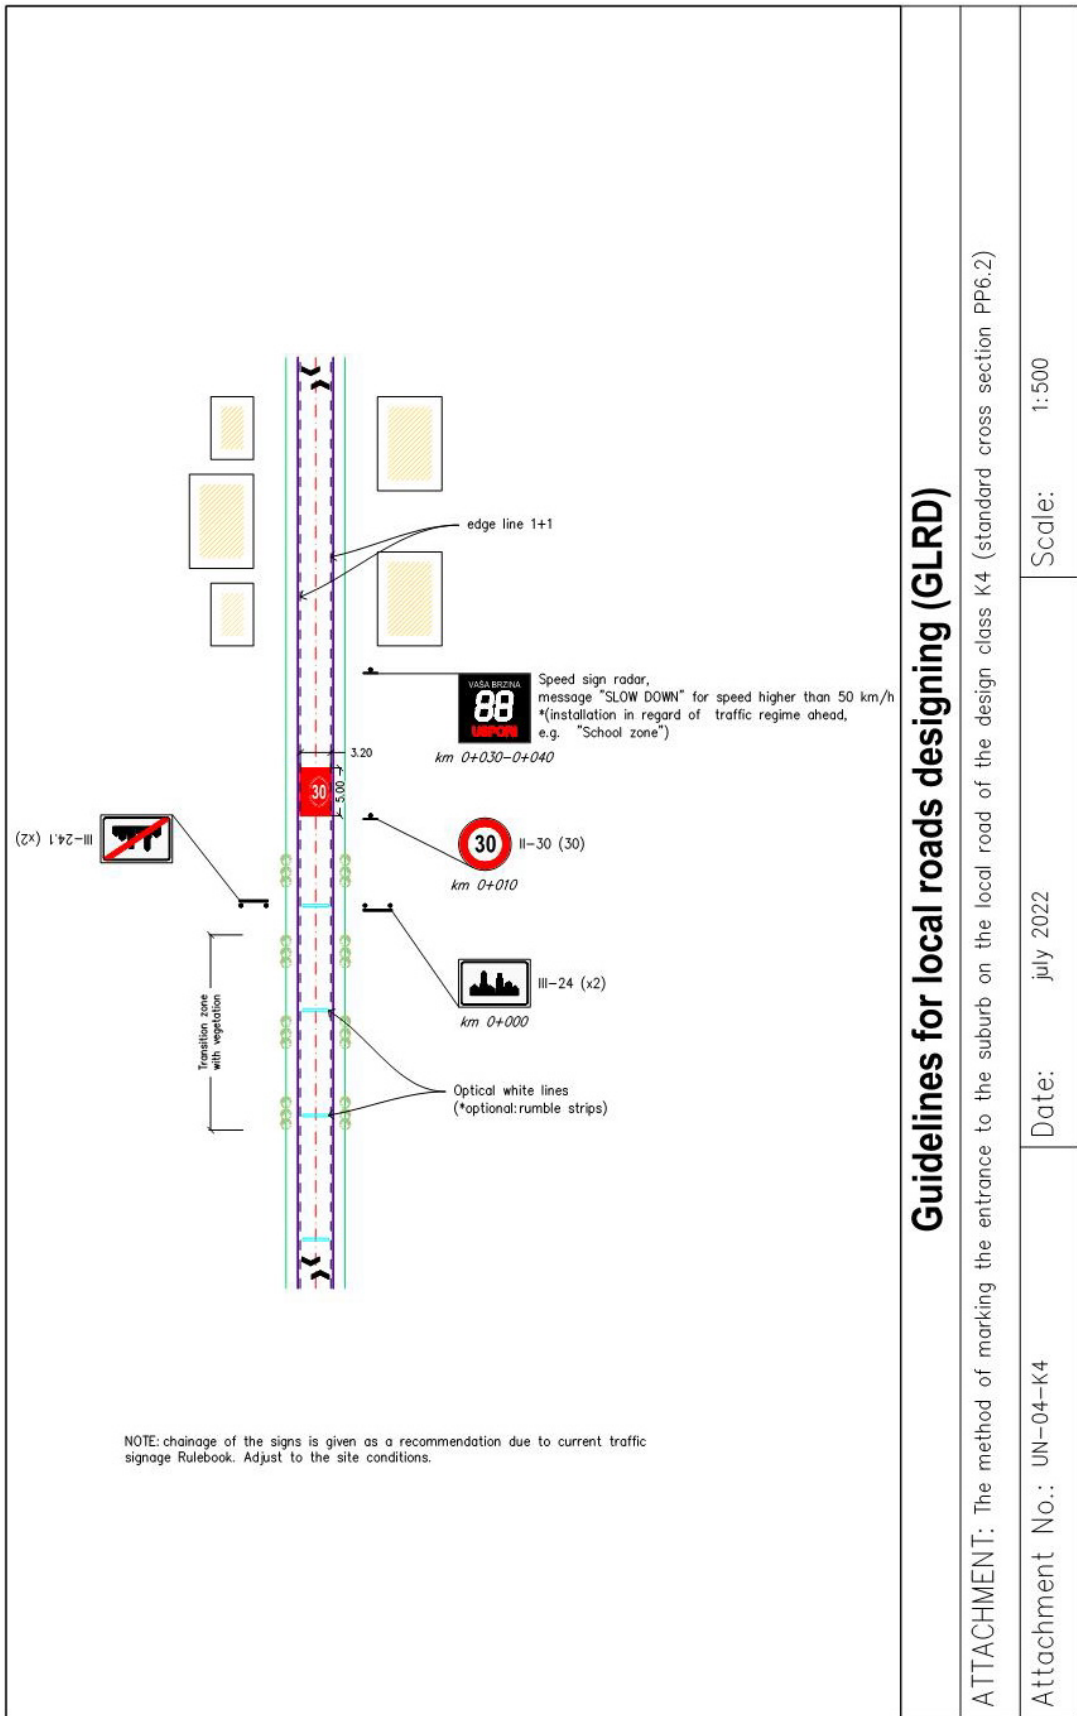 edge line 1+1
VAŠA BRZINA
88
USPORI
Speed sign radar,
message "SLOW DOWN" for speed higher than 50 km/h
*(installation in regard of traffic regime ahead,
e.g. "School zone")
km 0+030-0+040
3.20
5.00
30
III-24.1 (x2)
30
II-30 (30)
km 0+010
III-24 (x2)
km 0+000
Transition zone
with vegetation
Optical white lines
(*optional: rumble strips)
NOTE: chainage of the signs is given as a recommendation due to current traffic
signage Rulebook. Adjust to the site conditions.
Guidelines for local roads designing (GLRD)
ATTACHMENT: The method of marking the entrance to the suburb on the local road of the design class K4 (standard cross section PP6.2)
Attachment No.: UN-04-K4
Date: july 2022
Scale: 1:500